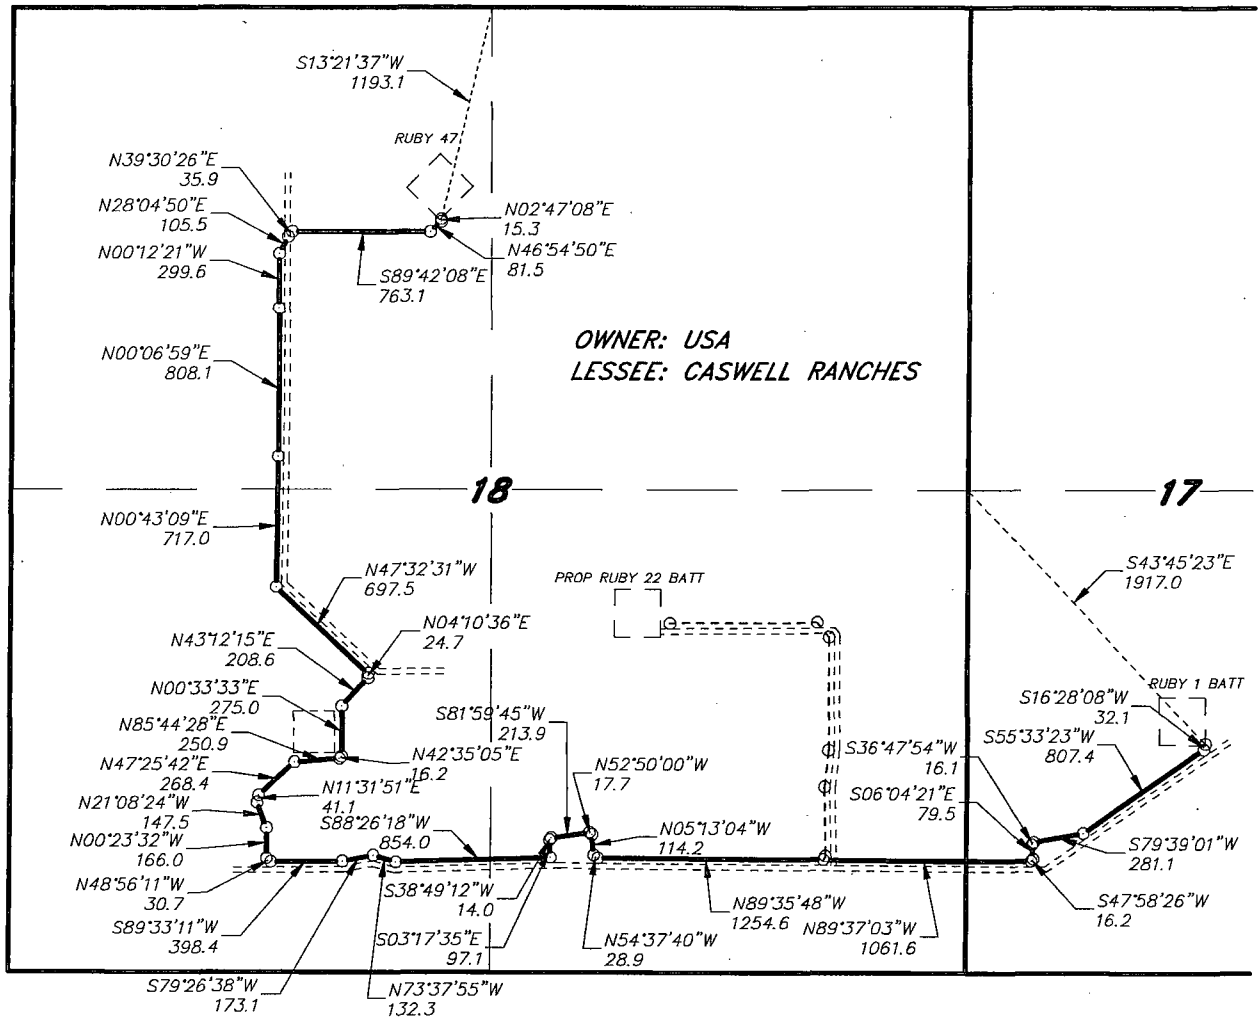 S13°21'37"W
1193.1
RUBY 47
N39°30'26"E
35.9
N28°04'50"E
105.5
N00°12'21"W
299.6
N02°47'08"E
15.3
N46°54'50"E
81.5
S89°42'08"E
763.1
OWNER: USA
LESSEE: CASWELL RANCHES
N00°06'59"E
808.1
18
17
N00°43'09"E
717.0
N47°32'31"W
697.5
PROP RUBY 22 BATT
S43°45'23"E
1917.0
N04°10'36"E
24.7
N43°12'15"E
208.6
N00°33'33"E
275.0
N85°44'28"E
250.9
N47°25'42"E
268.4
N42°35'05"E
16.2
N11°31'51"E
41.1
N21°08'24"W
147.5
N00°23'32"W
166.0
N48°56'11"W
30.7
S89°33'11"W
398.4
S79°26'38"W
173.1
N73°37'55"W
132.3
S88°26'18"W
854.0
S38°49'12"W
14.0
S03°17'35"E
97.1
S81°59'45"W
213.9
N52°50'00"W
17.7
N05°13'04"W
114.2
N54°37'40"W
28.9
N89°35'48"W
1254.6
N89°37'03"W
1061.6
RUBY 1 BATT
S16°28'08"W
32.1
S55°33'23"W
807.4
S36°47'54"W
16.1
S06°04'21"E
79.5
S79°39'01"W
281.1
S47°58'26"W
16.2